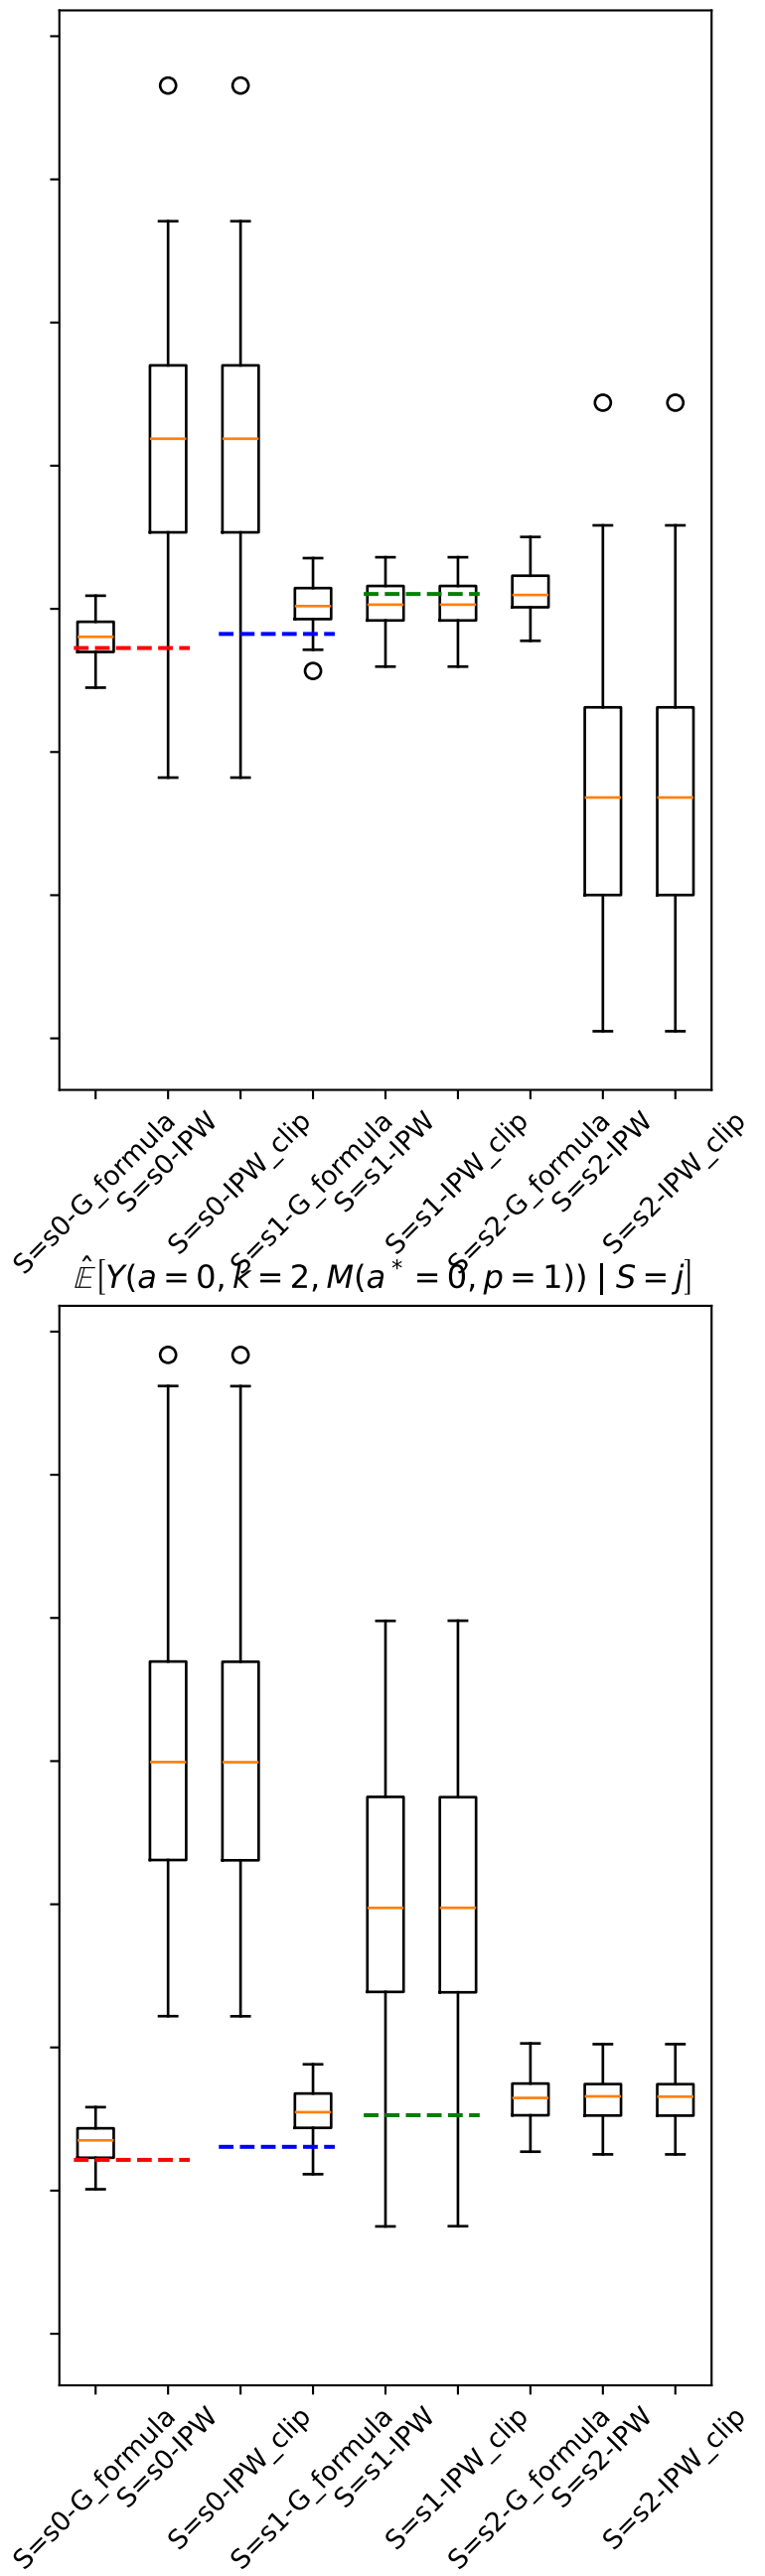 S=s0-G_formula
S=s0-IPW
S=s0-IPW_clip
S=s1-G_formula
S=s1-IPW
S=s1-IPW_clip
S=s2-G_formula
S=s2-IPW
S=s2-IPW_clip
𝔼̂[Y(a = 0, k = 2, M(a* = 0, p = 1)) | S = j]
S=s0-G_formula
S=s0-IPW
S=s0-IPW_clip
S=s1-G_formula
S=s1-IPW
S=s1-IPW_clip
S=s2-G_formula
S=s2-IPW
S=s2-IPW_clip